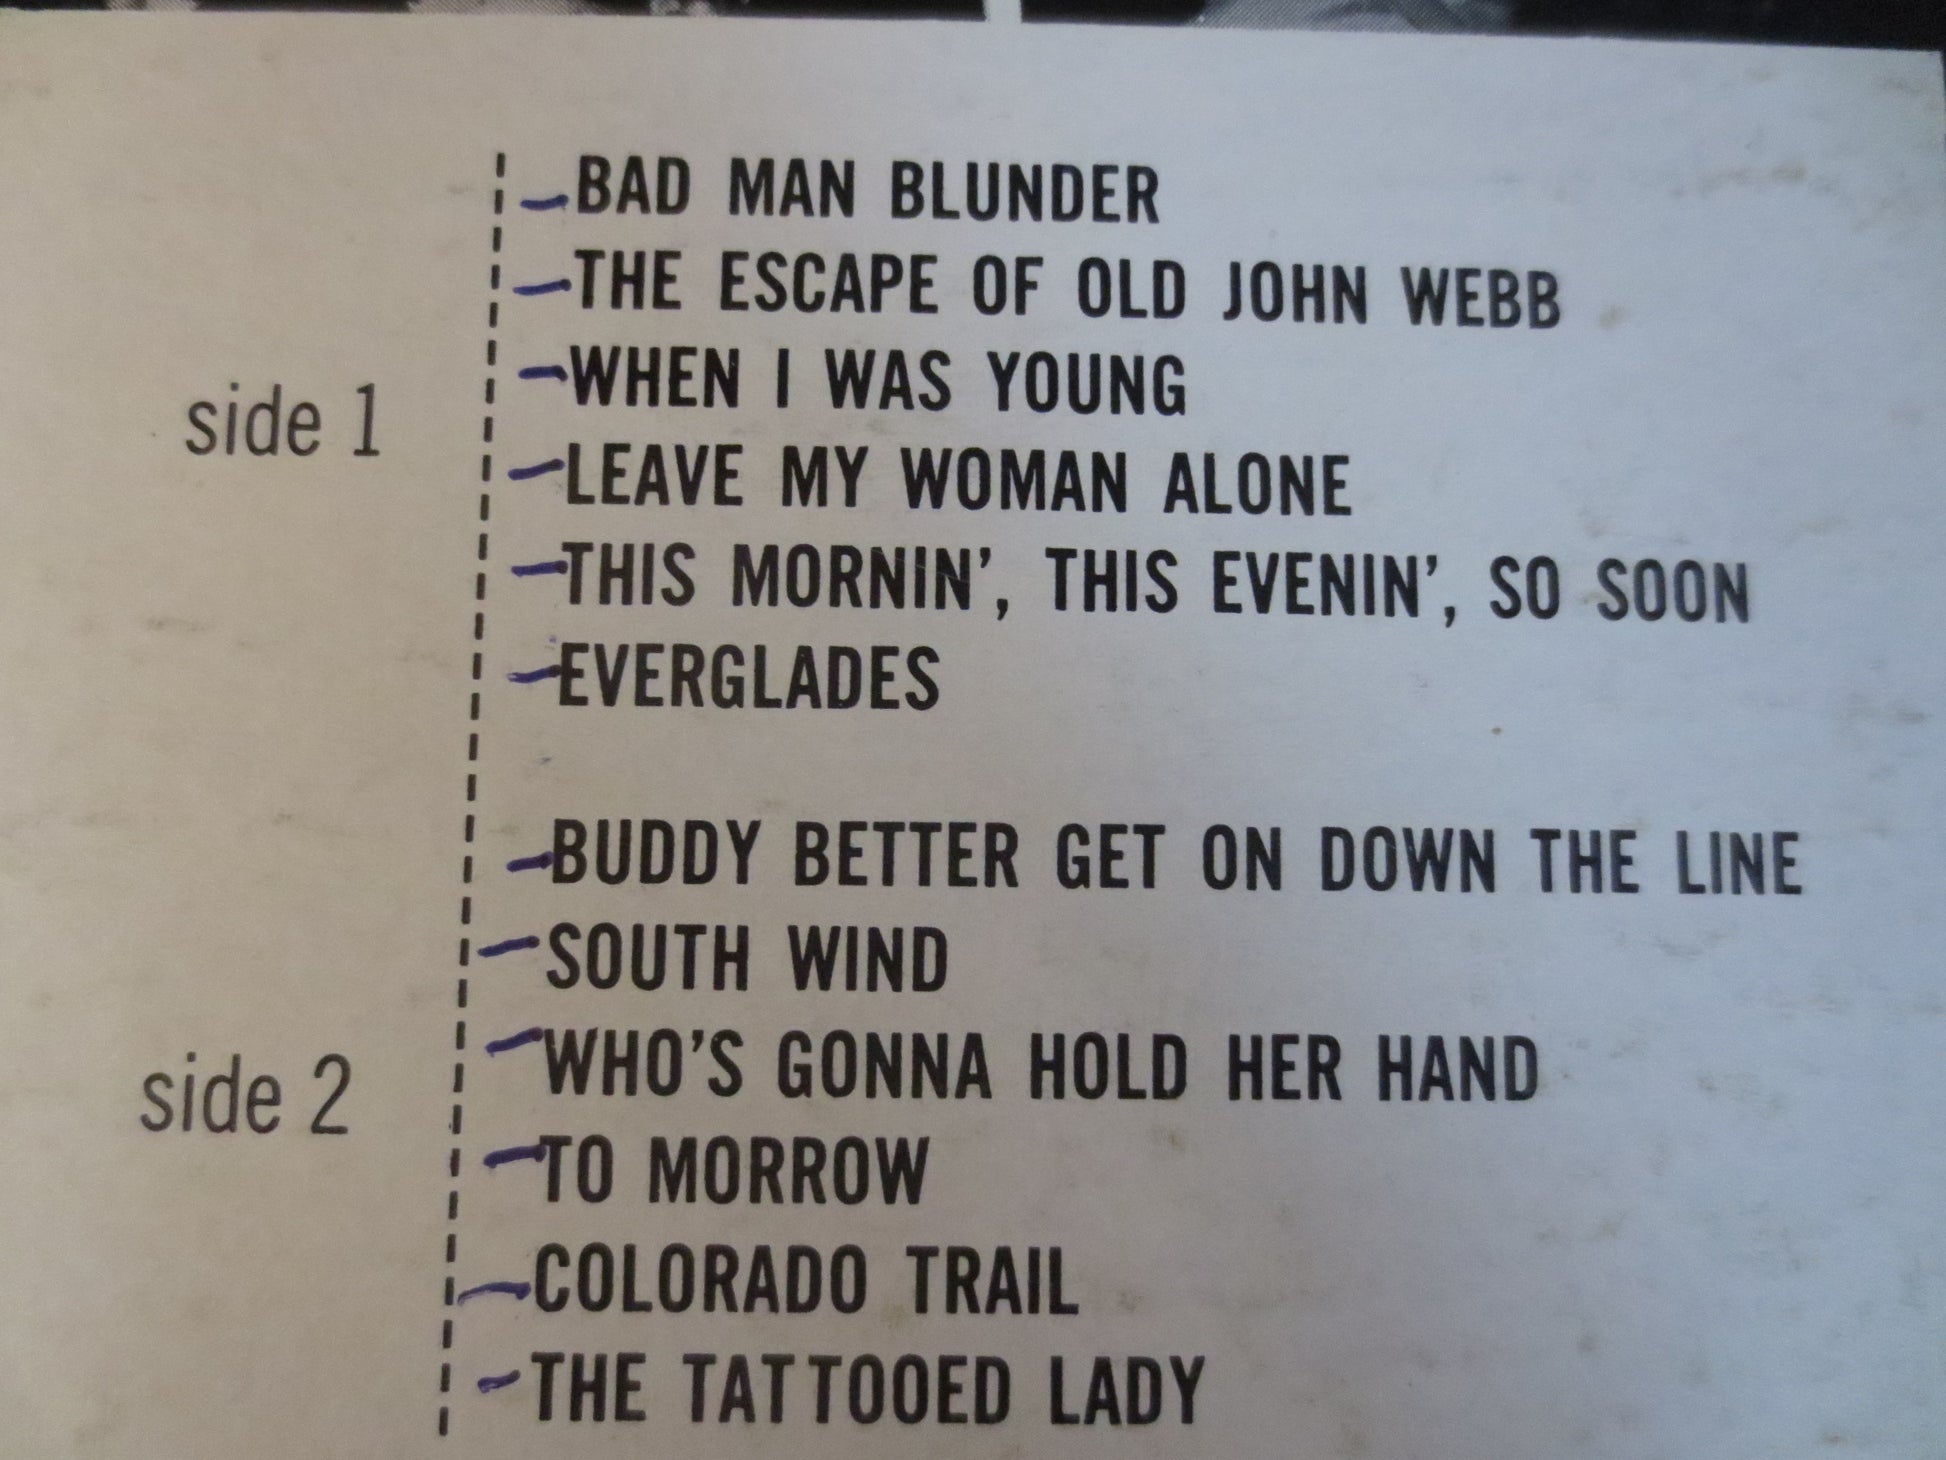 side 1
BAD MAN BLUNDER
THE ESCAPE OF OLD JOHN WEBB
WHEN I WAS YOUNG
LEAVE MY WOMAN ALONE
THIS MORNIN', THIS EVENIN', SO SOON
EVERGLADES
side 2
BUDDY BETTER GET ON DOWN THE LINE
SOUTH WIND
WHO'S GONNA HOLD HER HAND
TO MORROW
COLORADO TRAIL
THE TATTOOED LADY